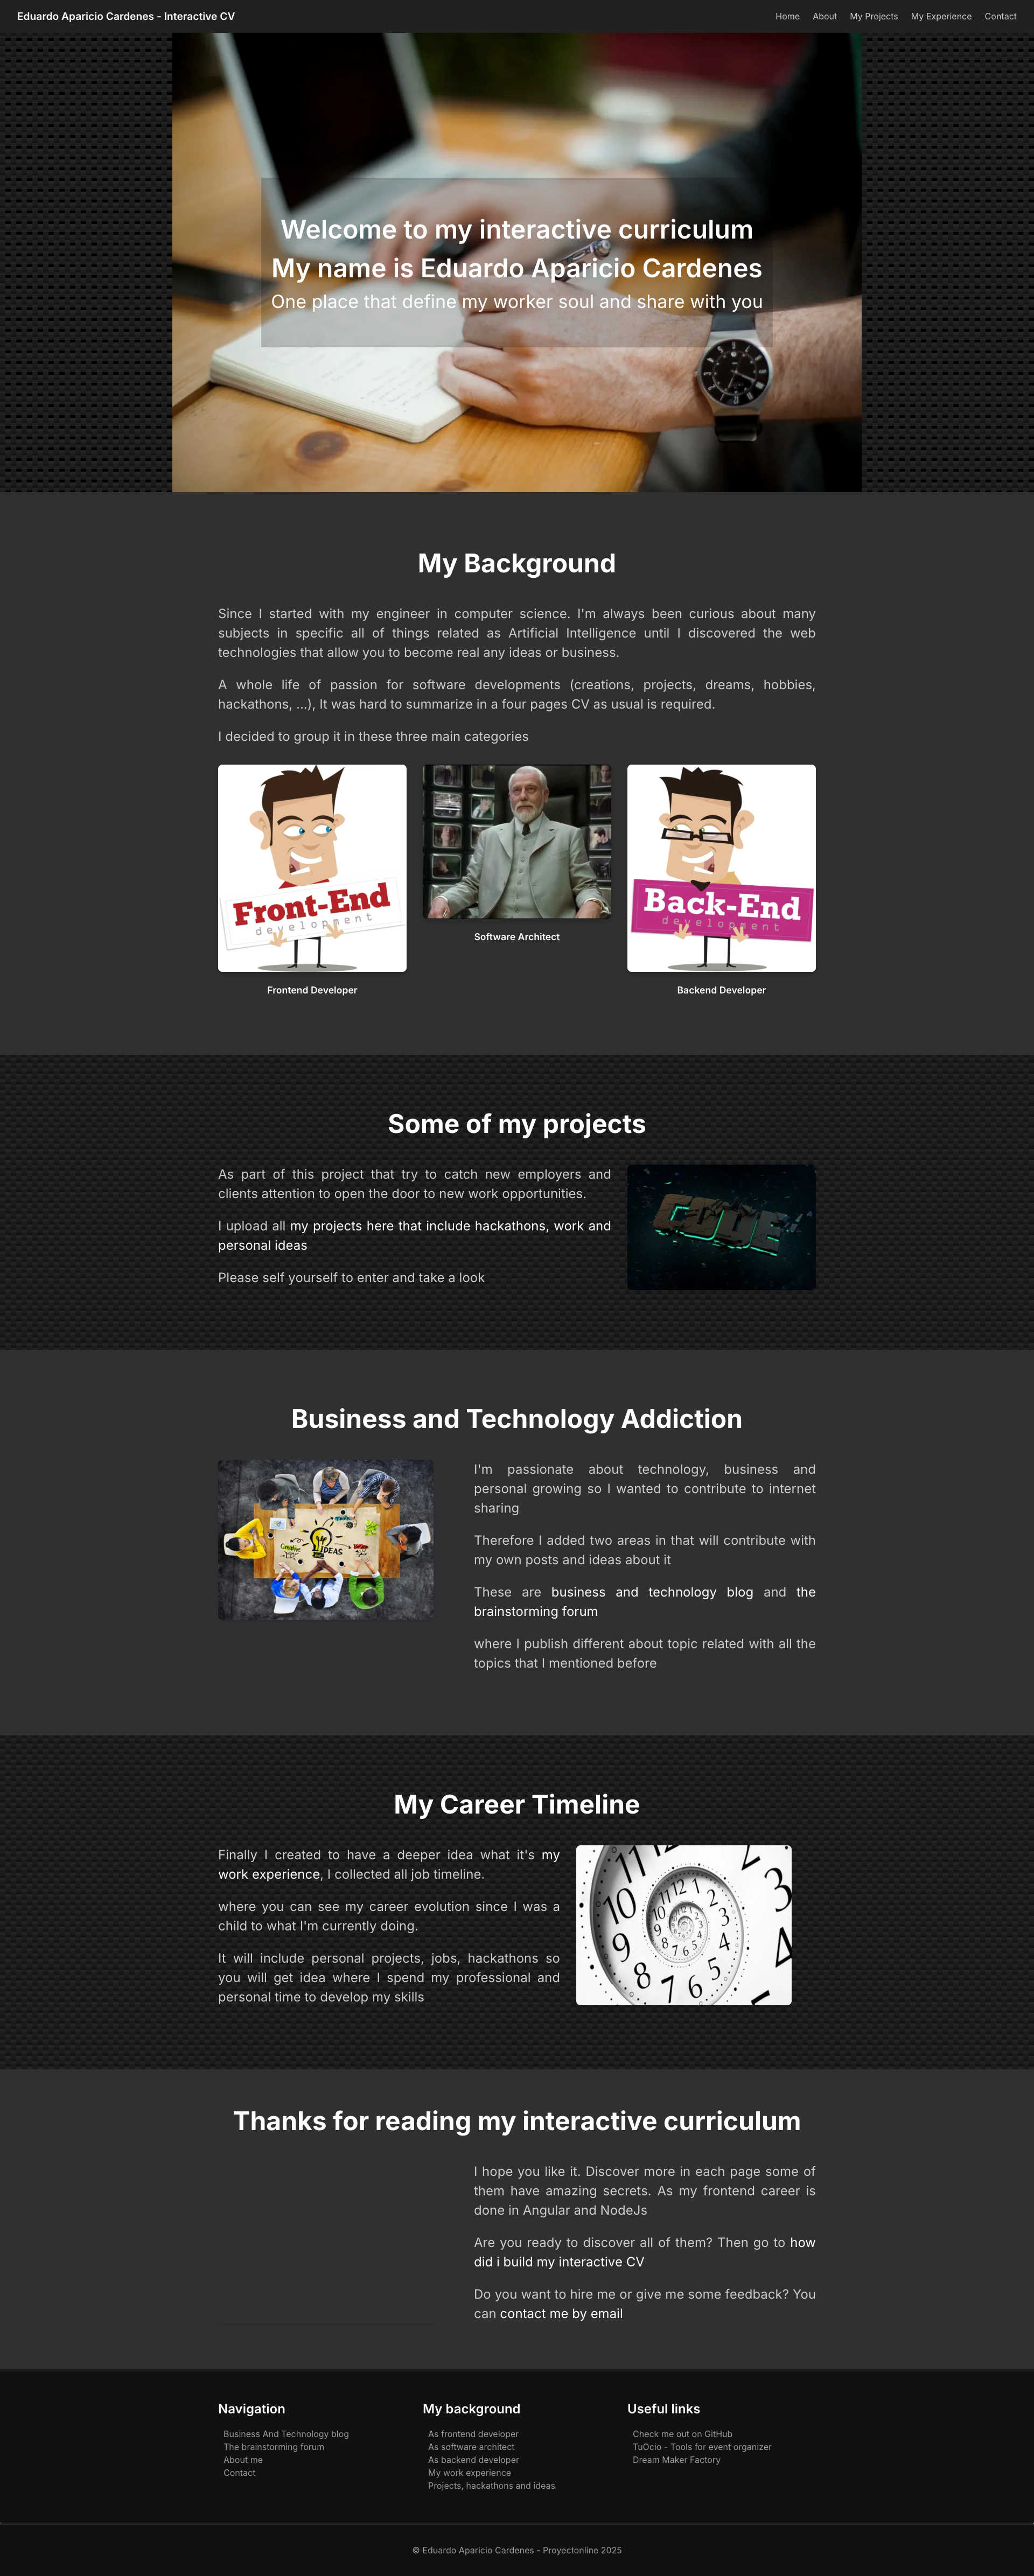 Eduardo Aparicio Cardenes - Interactive CV
Home About My Projects My Experience Contact
Welcome to my interactive curriculum
My name is Eduardo Aparicio Cardenes
One place that define my worker soul and share with you
My Background
Since I started with my engineer in computer science. I'm always been curious about many
subjects in specific all of things related as Artificial Intelligence until I discovered the web
technologies that allow you to become real any ideas or business.
A whole life of passion for software developments (creations, projects, dreams, hobbies,
hackathons, ...), It was hard to summarize in a four pages CV as usual is required.
I decided to group it in these three main categories
Front-End
development
Frontend Developer
Software Architect
Back-End
development
Backend Developer
Some of my projects
As part of this project that try to catch new employers and
clients attention to open the door to new work opportunities.
I upload all my projects here that include hackathons, work and
personal ideas
Please self yourself to enter and take a look
CODE
Business and Technology Addiction
IDEAS
I'm passionate about technology, business and
personal growing so I wanted to contribute to internet
sharing
Therefore I added two areas in that will contribute with
my own posts and ideas about it
These are business and technology blog and the
brainstorming forum
where I publish different about topic related with all the
topics that I mentioned before
My Career Timeline
Finally I created to have a deeper idea what it's my
work experience, I collected all job timeline.
where you can see my career evolution since I was a
child to what I'm currently doing.
It will include personal projects, jobs, hackathons so
you will get idea where I spend my professional and
personal time to develop my skills
Thanks for reading my interactive curriculum
I hope you like it. Discover more in each page some of
them have amazing secrets. As my frontend career is
done in Angular and NodeJs
Are you ready to discover all of them? Then go to how
did i build my interactive CV
Do you want to hire me or give me some feedback? You
can contact me by email
Navigation
Business And Technology blog
The brainstorming forum
About me
Contact
My background
As frontend developer
As software architect
As backend developer
My work experience
Projects, hackathons and ideas
Useful links
Check me out on GitHub
TuOcio - Tools for event organizer
Dream Maker Factory
© Eduardo Aparicio Cardenes - Proyectonline 2025